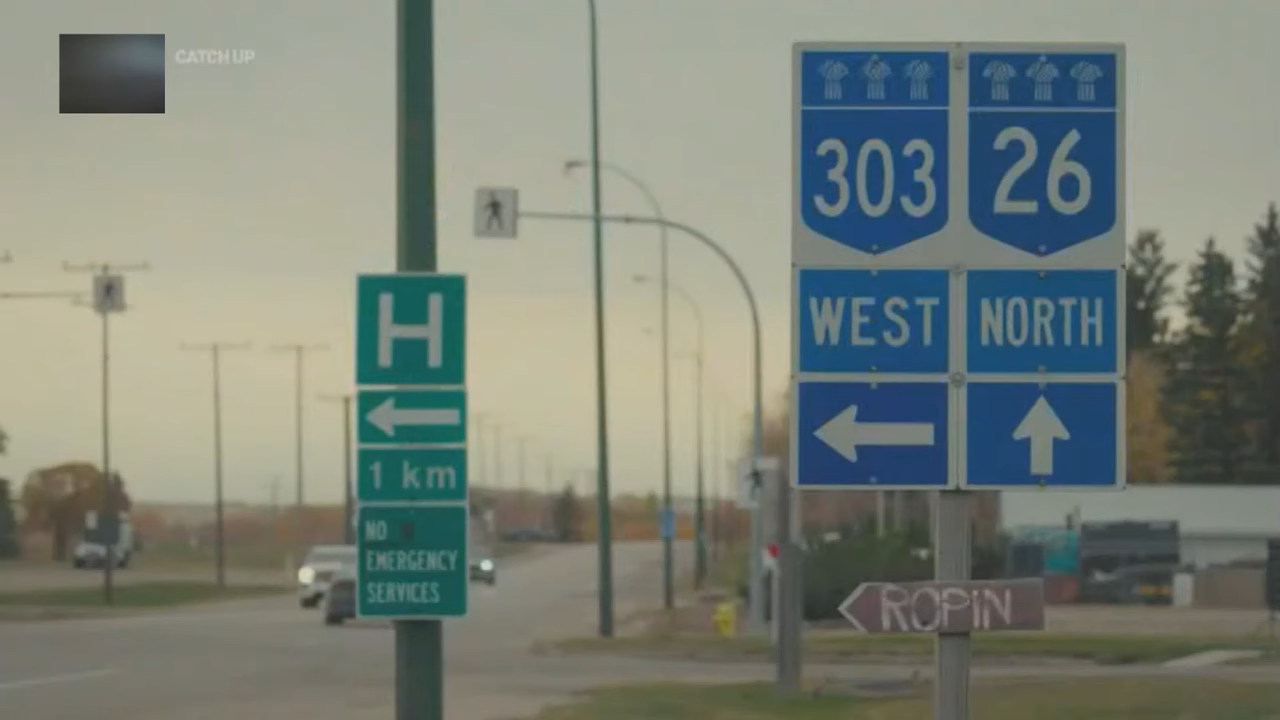 CATCH UP
303 26
WEST NORTH
H
1 km
NO
EMERGENCY
SERVICES
ROPIN